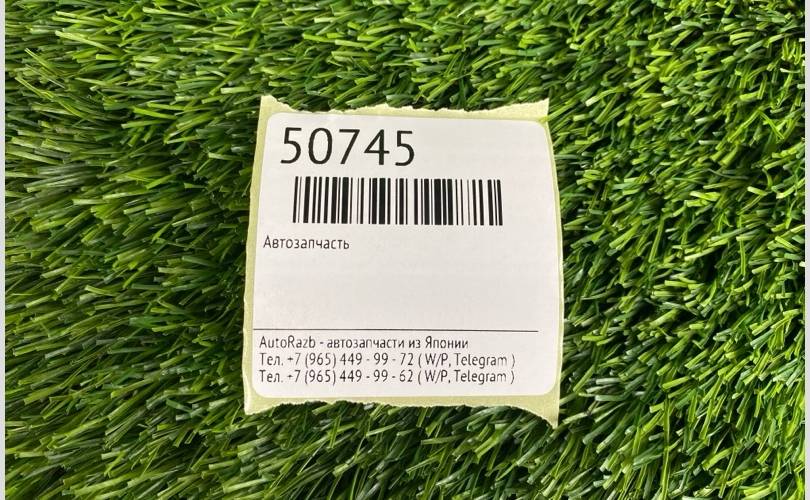 50745
Автозапчасть
AutoRazb - автозапчасти из Японии
Тел. +7 (965) 449 - 99 - 72 ( W/P, Telegram )
Тел. +7 (965) 449 - 99 - 62 ( W/P, Telegram )